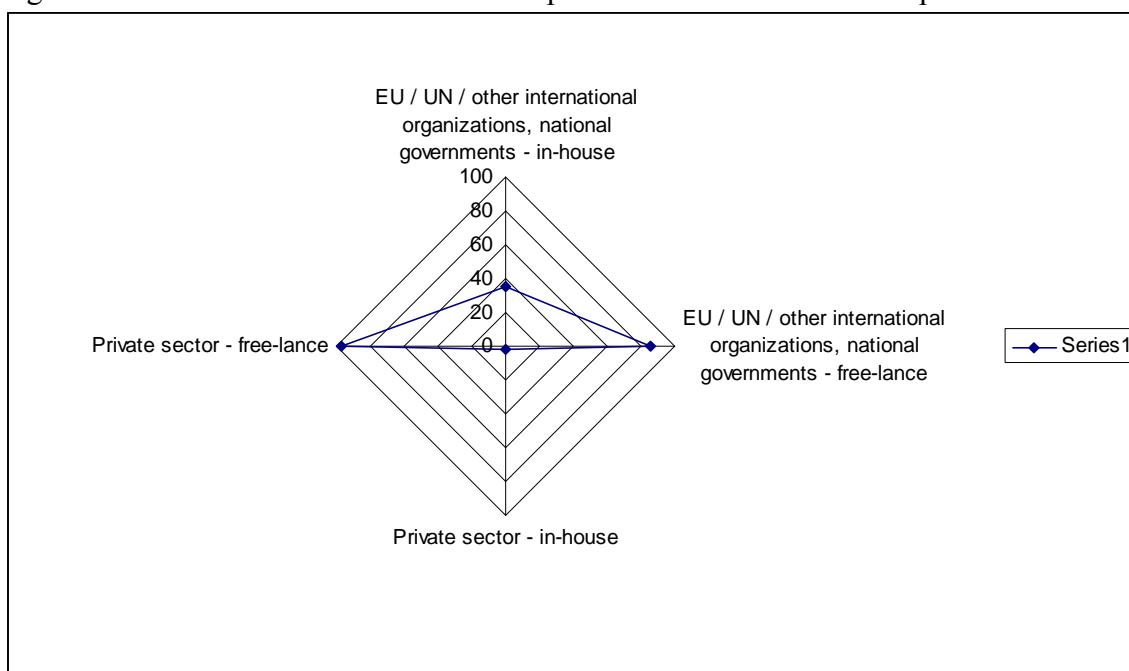 EU / UN / other international
organizations, national
governments - in-house
100
80
60
40
20
0
EU / UN / other international
organizations, national
governments - free-lance
Private sector - free-lance
Private sector - in-house
Series1